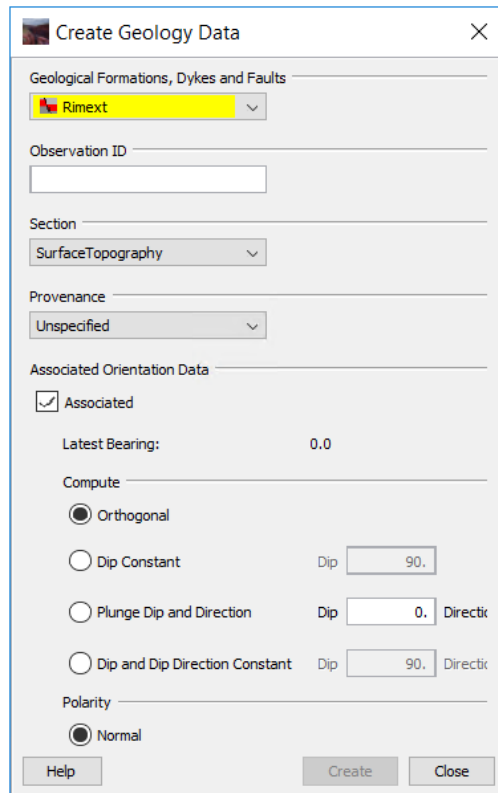 Create Geology Data
Geological Formations, Dykes and Faults
Rimext
Observation ID
Section
SurfaceTopography
Provenance
Unspecified
Associated Orientation Data
Associated
Latest Bearing: 0.0
Compute
Orthogonal
Dip Constant Dip 90.
Plunge Dip and Direction Dip 0. Directic
Dip and Dip Direction Constant Dip 90. Directic
Polarity
Normal
Help Create Close